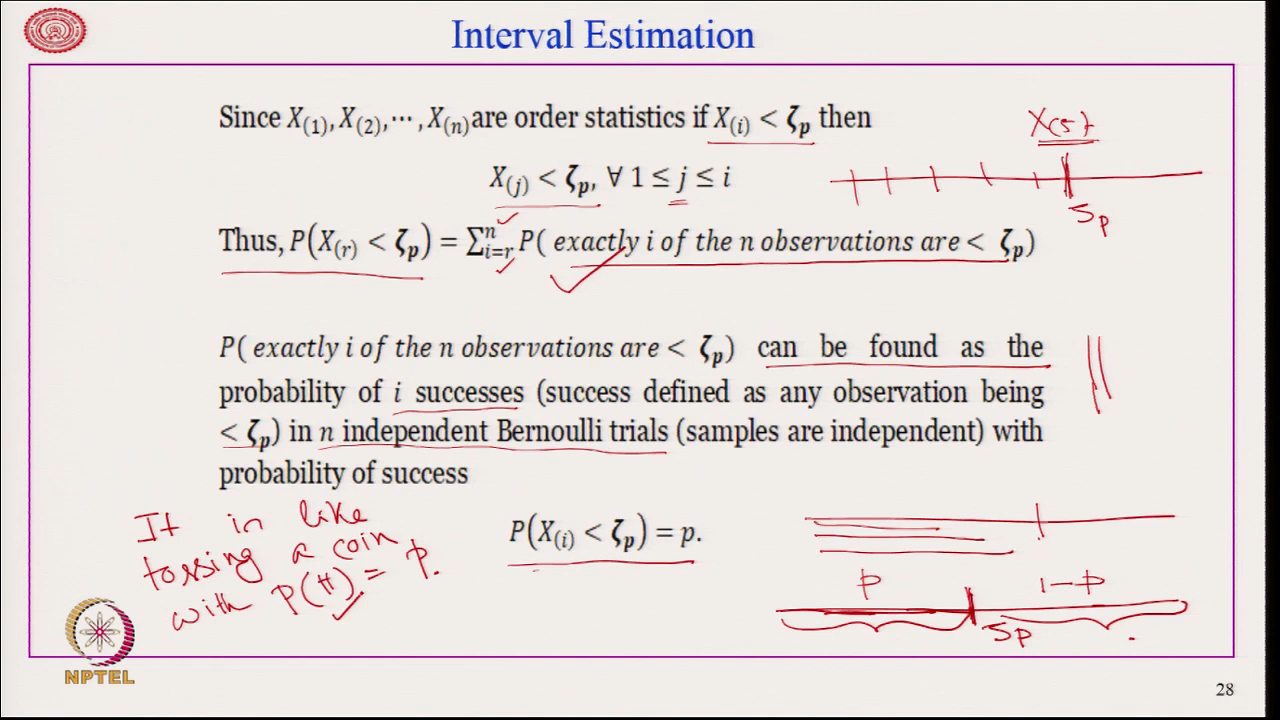 Interval Estimation
Since X₍₁₎, X₍₂₎, ⋯, X₍ₙ₎ are order statistics if X₍ᵢ₎ < ζₚ then
X₍ⱼ₎ < ζₚ, ∀ 1 ≤ j ≤ i
Thus, P(X₍ᵣ₎ < ζₚ) = ∑ⁿᵢ₌ᵣ P( exactly i of the n observations are < ζₚ)
X(5)
ζp
P( exactly i of the n observations are < ζₚ) can be found as the
probability of i successes (success defined as any observation being
< ζₚ) in n independent Bernoulli trials (samples are independent) with
probability of success
P(X₍ᵢ₎ < ζₚ) = p.
It in like
tossing a coin
with P(H) = p.
p 1-p
ζp
NPTEL
28